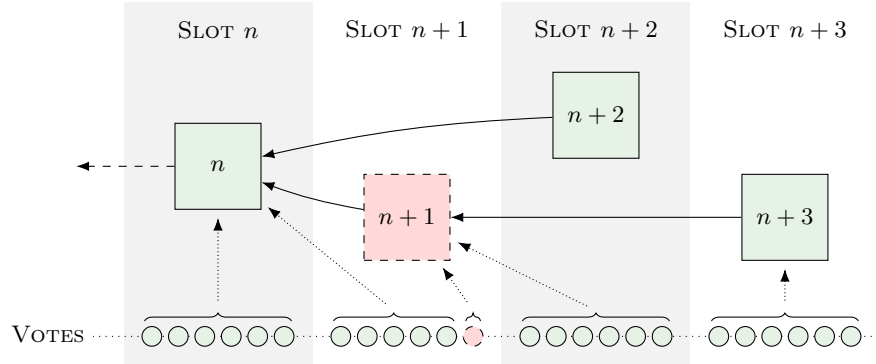 SLOT n SLOT n + 1 SLOT n + 2 SLOT n + 3
n + 2
n
n + 1 n + 3
VOTES